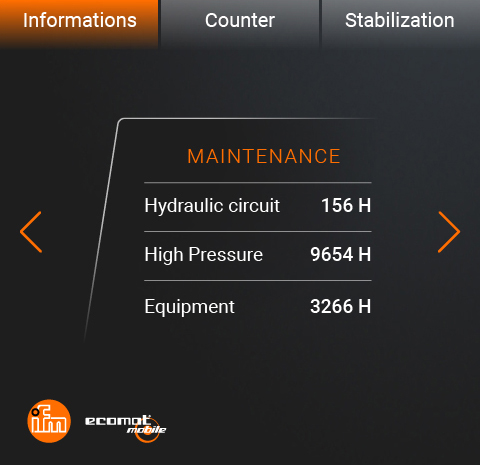 Informations Counter Stabilization
MAINTENANCE
Hydraulic circuit 156 H
High Pressure 9654 H
Equipment 3266 H
ifm ecomat
mobile